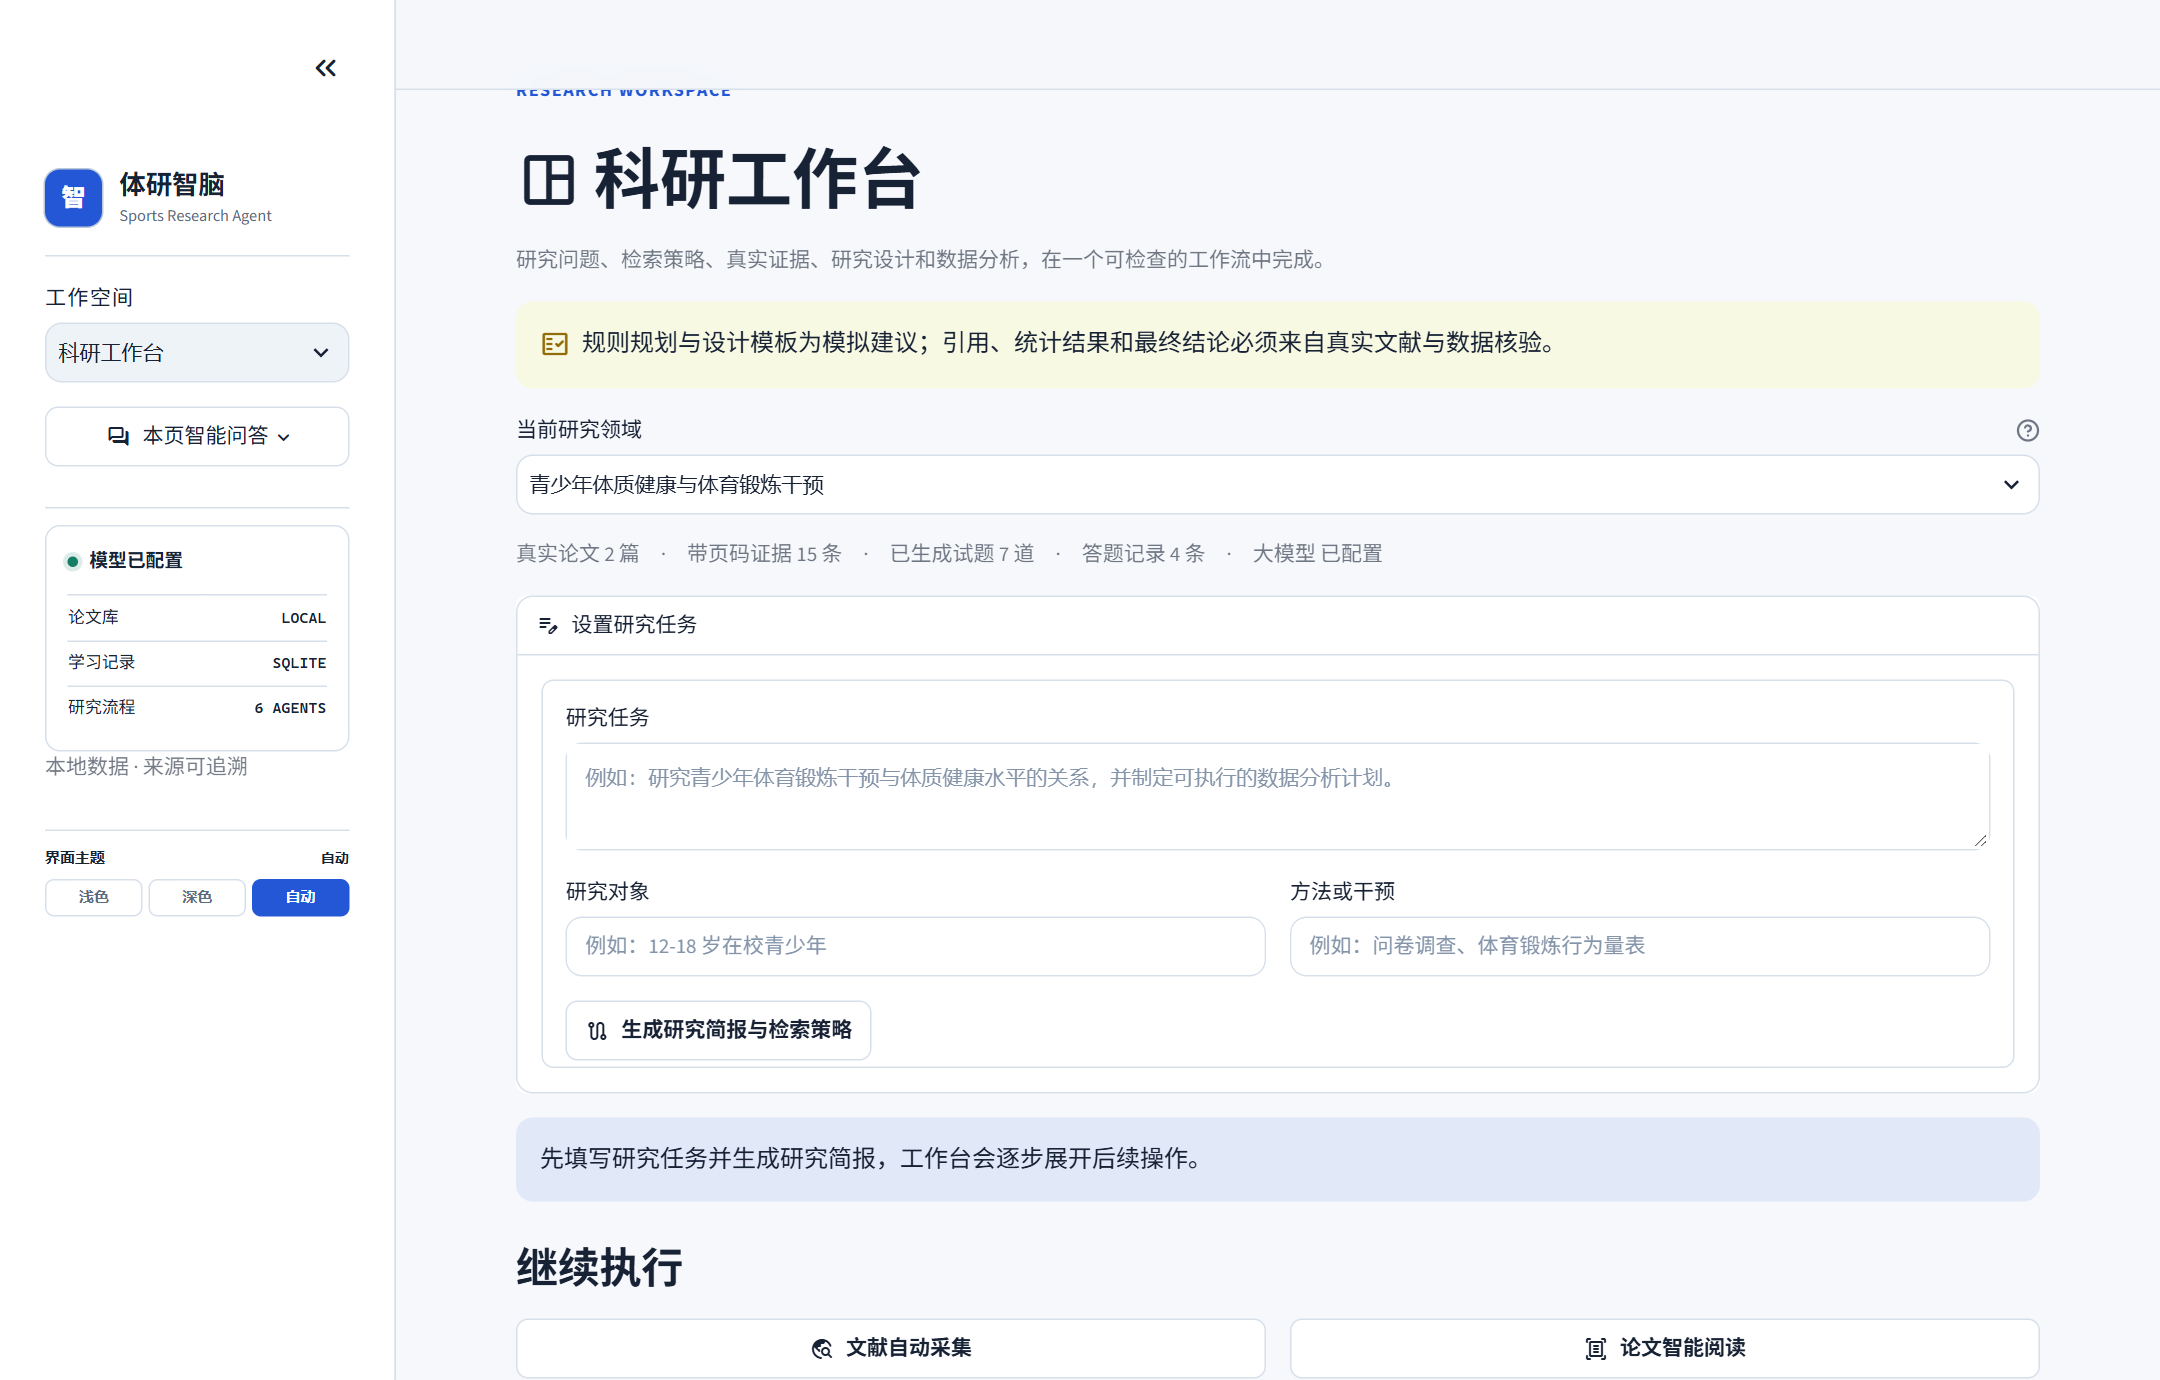 智
体研智脑
Sports Research Agent
工作空间
科研工作台
本页智能问答
模型已配置
论文库 LOCAL
学习记录 SQLITE
研究流程 6 AGENTS
本地数据 · 来源可追溯
界面主题 自动
浅色 深色 自动
RESEARCH WORKSPACE
科研工作台
研究问题、检索策略、真实证据、研究设计和数据分析，在一个可检查的工作流中完成。
规则规划与设计模板为模拟建议；引用、统计结果和最终结论必须来自真实文献与数据核验。
当前研究领域
青少年体质健康与体育锻炼干预
真实论文 2 篇 · 带页码证据 15 条 · 已生成试题 7 道 · 答题记录 4 条 · 大模型 已配置
设置研究任务
研究任务
例如：研究青少年体育锻炼干预与体质健康水平的关系，并制定可执行的数据分析计划。
研究对象 方法或干预
例如：12-18 岁在校青少年 例如：问卷调查、体育锻炼行为量表
生成研究简报与检索策略
先填写研究任务并生成研究简报，工作台会逐步展开后续操作。
继续执行
文献自动采集 论文智能阅读